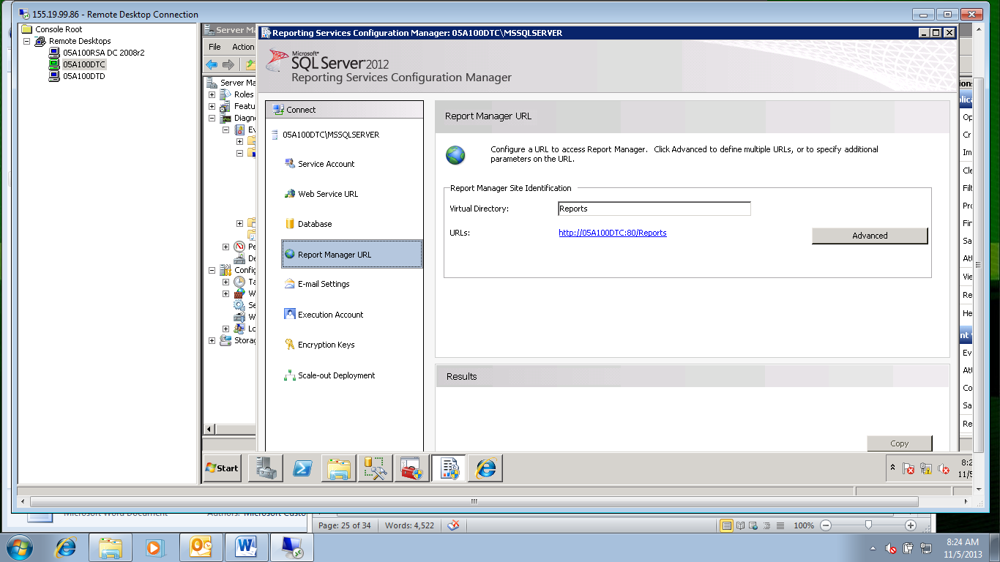 155.19.99.86 - Remote Desktop Connection
Console Root
Remote Desktops
05A100RSA DC 2008r2
05A100DTC
05A100DTD
Server Ma
File Action
Server Ma
Roles
Featu
Diagn
Ev
Pe
De
Config
Ta
W
Se
W
Lo
Storag
Reporting Services Configuration Manager: 05A100DTC\MSSQLSERVER
Microsoft®
SQL Server 2012
Reporting Services Configuration Manager
Connect
05A100DTC\MSSQLSERVER
Service Account
Web Service URL
Database
Report Manager URL
E-mail Settings
Execution Account
Encryption Keys
Scale-out Deployment
Report Manager URL
Configure a URL to access Report Manager. Click Advanced to define multiple URLs, or to specify additional
parameters on the URL.
Report Manager Site Identification
Virtual Directory: Reports
URLs: http://05A100DTC:80/Reports
Advanced
Results
Copy
Op
Cr
Im
Cle
Filt
Pro
Fin
Sa
Att
Vie
Re
He
nt
Ev
Att
Co
Sa
Re
Start
8:2
11/5
Microsoft Word Document Authors: Microsoft Custo
Page: 25 of 34 Words: 4,522 100%
8:24 AM
11/5/2013